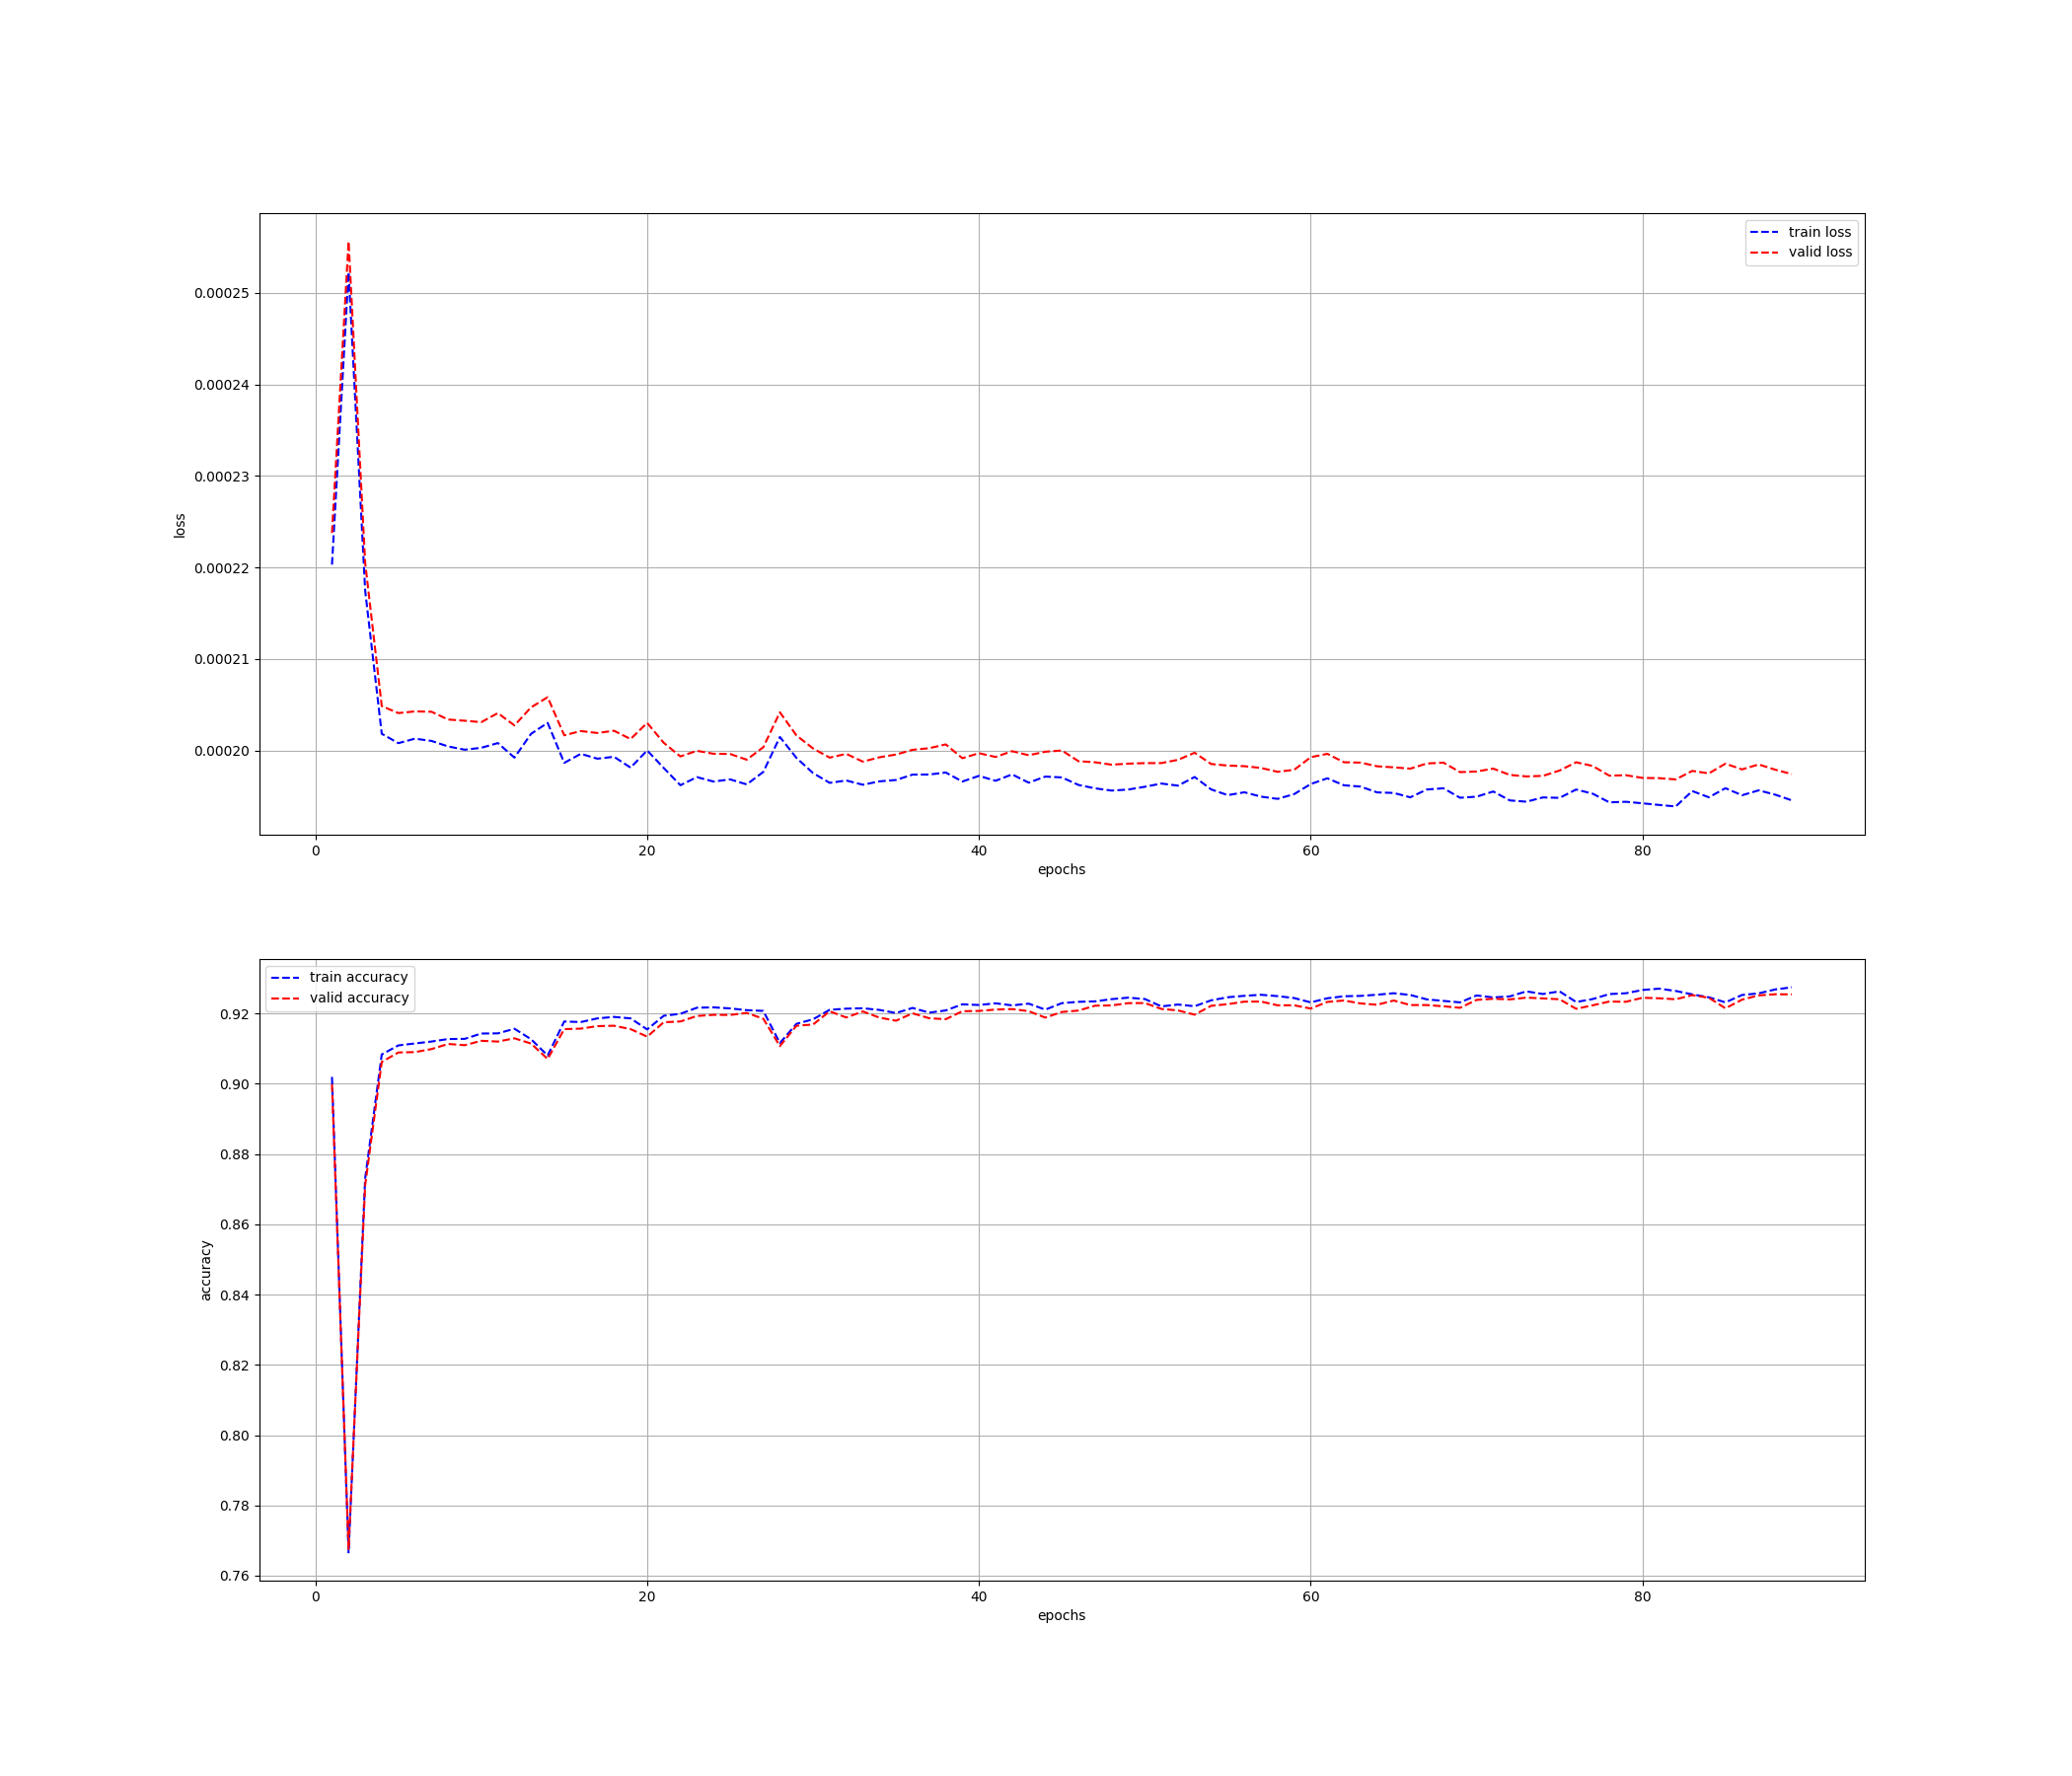 train loss
valid loss
0.00025
0.00024
0.00023
0.00022
0.00021
0.00020
loss
0 20 40 60 80
epochs
train accuracy
valid accuracy
0.92
0.90
0.88
0.86
0.84
0.82
0.80
0.78
0.76
accuracy
0 20 40 60 80
epochs